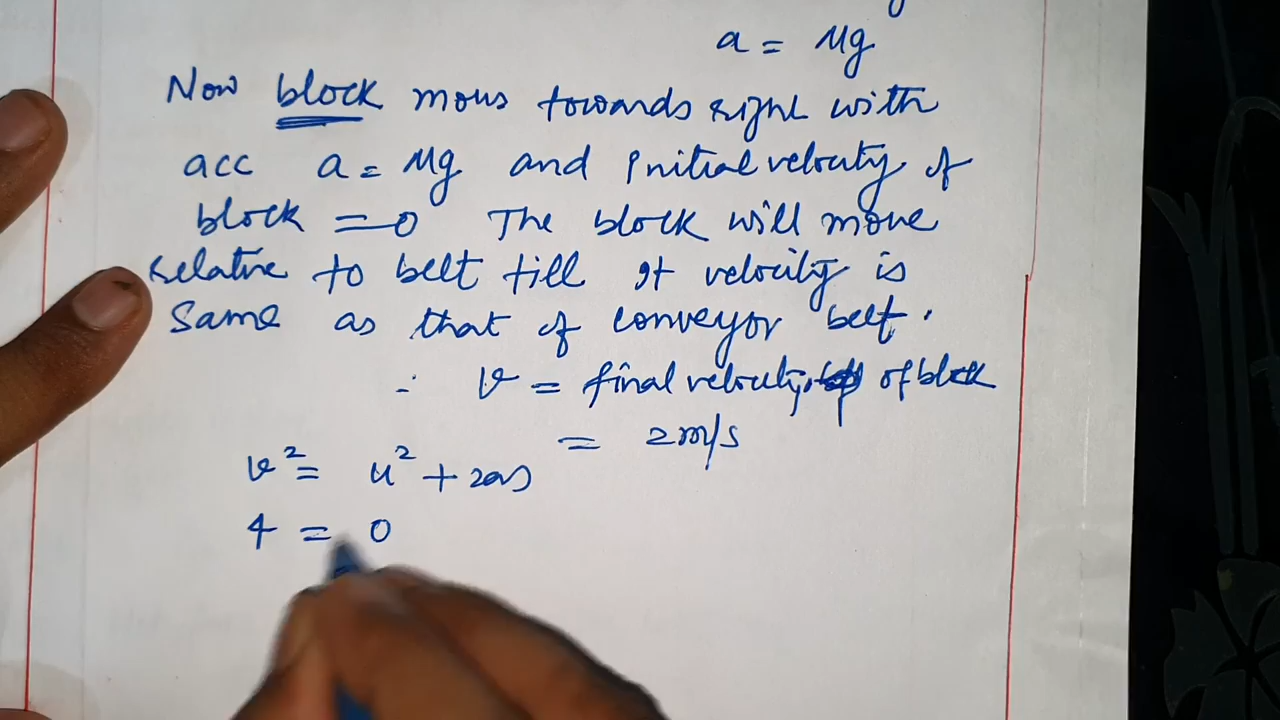 a = μg
Now block moves towards right with
acc a = μg and Initial velocity of
block = 0 The block will move
relative to belt till it velocity is
Same as that of conveyor belt.
∴ v = final velocity of block
= 2m/s
v² = u² + 2as
4 = 0